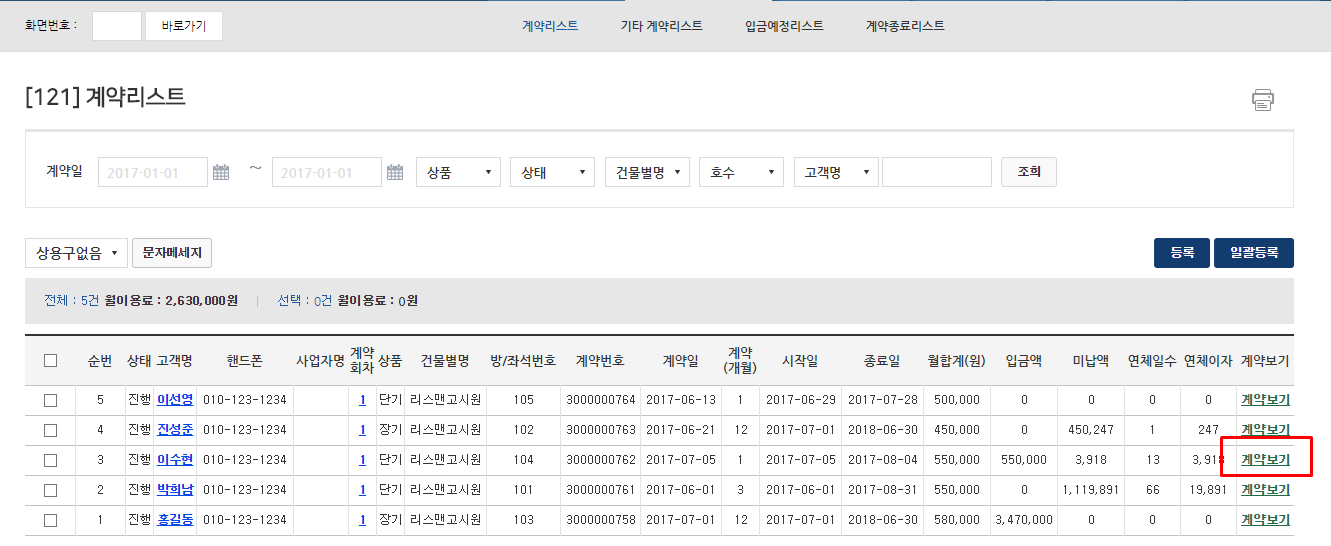 화면번호 : 바로가기 계약리스트 기타 계약리스트 입금예정리스트 계약종료리스트
[121] 계약리스트
계약일 2017-01-01 ~ 2017-01-01 상품 상태 건물별명 호수 고객명 조회
상용구없음 문자메세지 등록 일괄등록
전체 : 5건 월이용료 : 2,630,000원 | 선택 : 0건 월이용료 : 0원
순번 상태 고객명 핸드폰 사업자명 계약회차 상품 건물별명 방/좌석번호 계약번호 계약일 계약(개월) 시작일 종료일 월합계(원) 입금액 미납액 연체일수 연체이자 계약보기
5 진행 이선영 010-123-1234 1 단기 리스맨고시원 105 3000000764 2017-06-13 1 2017-06-29 2017-07-28 500,000 0 0 0 0 계약보기
4 진행 진성준 010-123-1234 1 장기 리스맨고시원 102 3000000763 2017-06-21 12 2017-07-01 2018-06-30 450,000 0 450,247 1 247 계약보기
3 진행 이수현 010-123-1234 1 단기 리스맨고시원 104 3000000762 2017-07-05 1 2017-07-05 2017-08-04 550,000 550,000 3,918 13 3,918 계약보기
2 진행 박희남 010-123-1234 1 단기 리스맨고시원 101 3000000761 2017-06-01 3 2017-06-01 2017-08-31 550,000 0 1,119,891 66 19,891 계약보기
1 진행 홍길동 010-123-1234 1 장기 리스맨고시원 103 3000000758 2017-07-01 12 2017-07-01 2018-06-30 580,000 3,470,000 0 0 0 계약보기